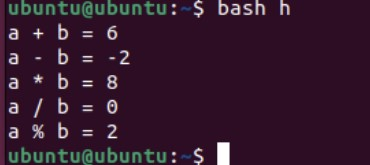 ubuntu@ubuntu:~$ bash h
a + b = 6
a - b = -2
a * b = 8
a / b = 0
a % b = 2
ubuntu@ubuntu:~$